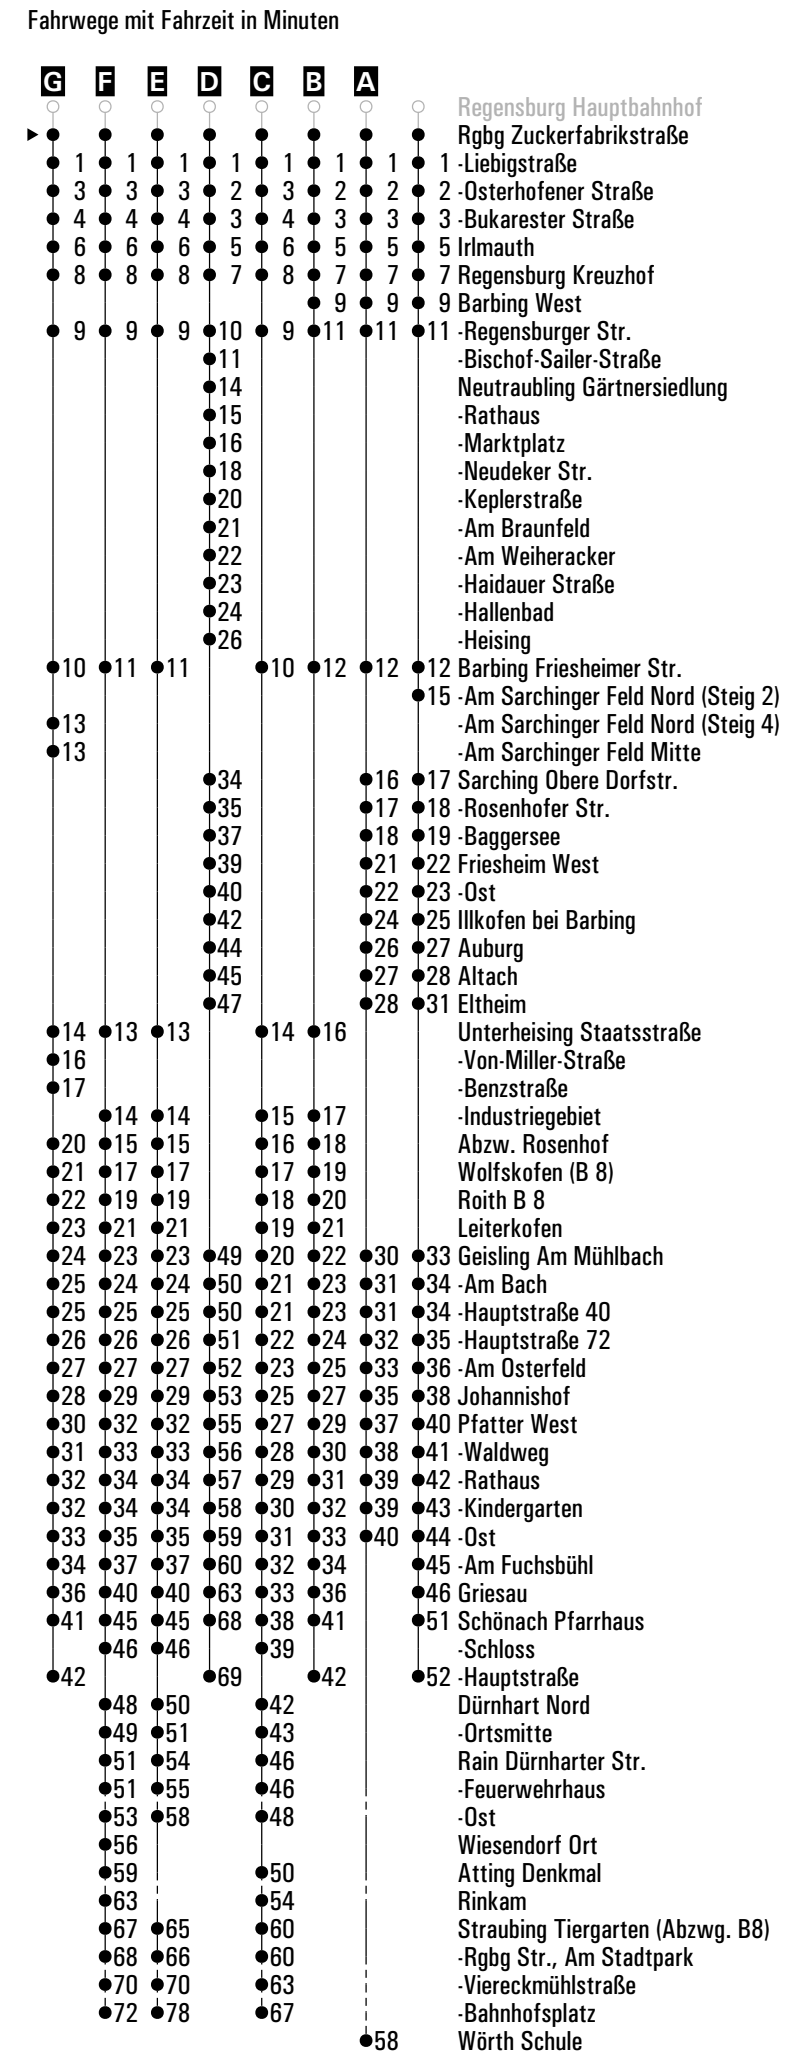 Fahrwege mit Fahrzeit in Minuten
G F E D C B A
Regensburg Hauptbahnhof
Rgbg Zuckerfabrikstraße
1 1 1 1 1 1 1 1 -Liebigstraße
3 3 3 2 3 2 2 2 -Osterhofener Straße
4 4 4 3 4 3 3 3 -Bukarester Straße
6 6 6 5 6 5 5 5 Irlmauth
8 8 8 7 8 7 7 7 Regensburg Kreuzhof
9 9 9 Barbing West
9 9 9 10 9 11 11 11 -Regensburger Str.
11 -Bischof-Sailer-Straße
14 Neutraubling Gärtnersiedlung
15 -Rathaus
16 -Marktplatz
18 -Neudeker Str.
20 -Keplerstraße
21 -Am Braunfeld
22 -Am Weiheracker
23 -Haidauer Straße
24 -Hallenbad
26 -Heising
10 11 11 10 12 12 12 Barbing Friesheimer Str.
15 -Am Sarchinger Feld Nord (Steig 2)
13 -Am Sarchinger Feld Nord (Steig 4)
13 -Am Sarchinger Feld Mitte
34 16 17 Sarching Obere Dorfstr.
35 17 18 -Rosenhofer Str.
37 18 19 -Baggersee
39 21 22 Friesheim West
40 22 23 -Ost
42 24 25 Illkofen bei Barbing
44 26 27 Auburg
45 27 28 Altach
47 28 31 Eltheim
14 13 13 14 16 Unterheising Staatsstraße
16 -Von-Miller-Straße
17 -Benzstraße
14 14 15 17 -Industriegebiet
20 15 15 16 18 Abzw. Rosenhof
21 17 17 17 19 Wolfskofen (B 8)
22 19 19 18 20 Roith B 8
23 21 21 19 21 Leiterkofen
24 23 23 49 20 22 30 33 Geisling Am Mühlbach
25 24 24 50 21 23 31 34 -Am Bach
25 25 25 50 21 23 31 34 -Hauptstraße 40
26 26 26 51 22 24 32 35 -Hauptstraße 72
27 27 27 52 23 25 33 36 -Am Osterfeld
28 29 29 53 25 27 35 38 Johannishof
30 32 32 55 27 29 37 40 Pfatter West
31 33 33 56 28 30 38 41 -Waldweg
32 34 34 57 29 31 39 42 -Rathaus
32 34 34 58 30 32 39 43 -Kindergarten
33 35 35 59 31 33 40 44 -Ost
34 37 37 60 32 34 45 -Am Fuchsbühl
36 40 40 63 33 36 46 Griesau
41 45 45 68 38 41 51 Schönach Pfarrhaus
46 46 39 -Schloss
42 69 42 52 -Hauptstraße
48 50 42 Dürnhart Nord
49 51 43 -Ortsmitte
51 54 46 Rain Dürnharter Str.
51 55 46 -Feuerwehrhaus
53 58 48 -Ost
56 Wiesendorf Ort
59 50 Atting Denkmal
63 54 Rinkam
67 65 60 Straubing Tiergarten (Abzwg. B8)
68 66 60 -Rgbg Str., Am Stadtpark
70 70 63 -Viereckmühlstraße
72 78 67 -Bahnhofsplatz
58 Wörth Schule